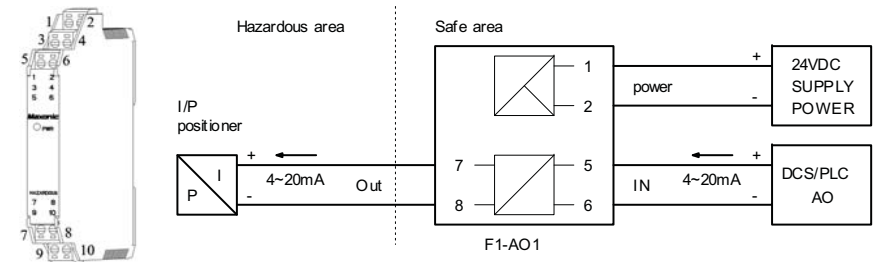 1 2
3 4
5 6
1 2
3 4
5 6
Maxonic
PWR
HAZARDOUS
7 8
9 10
7 8
9 10
Hazardous area
Safe area
I/P
positioner
I
P
+
4~20mA
Out
-
7
8
1
2
5
6
F1-AO1
power
+
-
24VDC
SUPPLY
POWER
IN
4~20mA
+
-
DCS/PLC
AO